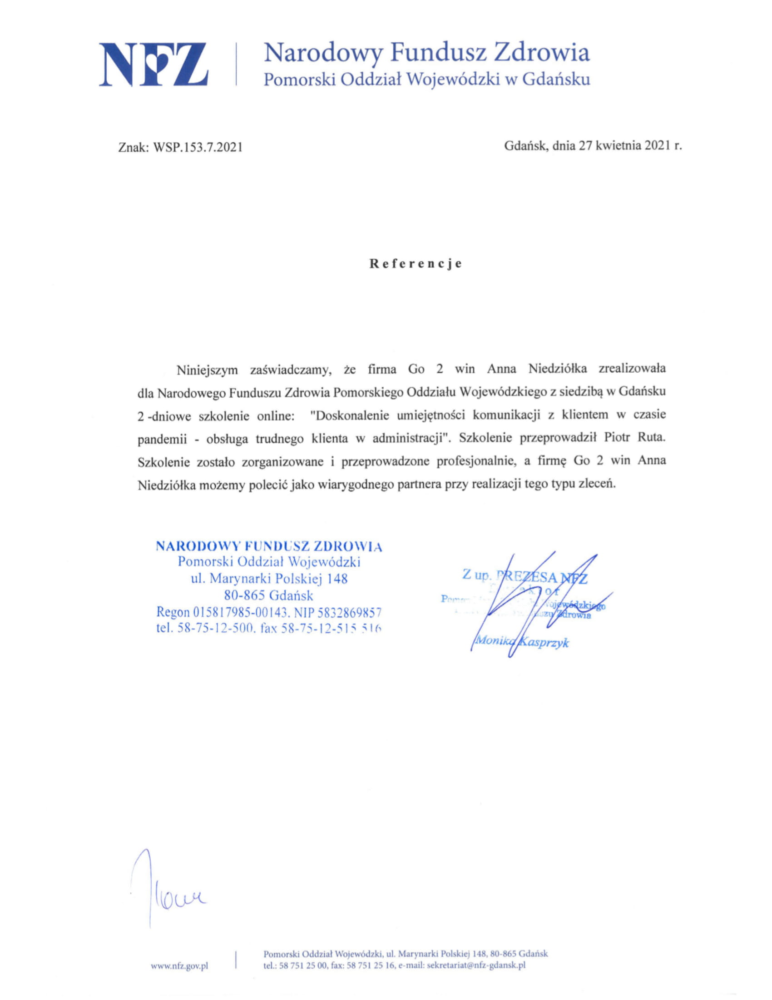 NFZ
Narodowy Fundusz Zdrowia
Pomorski Oddział Wojewódzki w Gdańsku
Znak: WSP.153.7.2021
Gdańsk, dnia 27 kwietnia 2021 r.
Referencje
Niniejszym zaświadczamy, że firma Go 2 win Anna Niedziółka zrealizowała
dla Narodowego Funduszu Zdrowia Pomorskiego Oddziału Wojewódzkiego z siedzibą w Gdańsku
2 -dniowe szkolenie online: "Doskonalenie umiejętności komunikacji z klientem w czasie
pandemii - obsługa trudnego klienta w administracji". Szkolenie przeprowadził Piotr Ruta.
Szkolenie zostało zorganizowane i przeprowadzone profesjonalnie, a firmę Go 2 win Anna
Niedziółka możemy polecić jako wiarygodnego partnera przy realizacji tego typu zleceń.
NARODOWY FUNDUSZ ZDROWIA
Pomorski Oddział Wojewódzki
ul. Marynarki Polskiej 148
80-865 Gdańsk
Regon 015817985-00143. NIP 5832869857
tel. 58-75-12-500. fax 58-75-12-515 516
Z up. PREZESA NFZ
Wojewódzkiego
Zdrowia
Monika Kasprzyk
www.nfz.gov.pl
Pomorski Oddział Wojewódzki, ul. Marynarki Polskiej 148, 80-865 Gdańsk
tel.: 58 751 25 00, fax: 58 751 25 16, e-mail: sekretariat@nfz-gdansk.pl